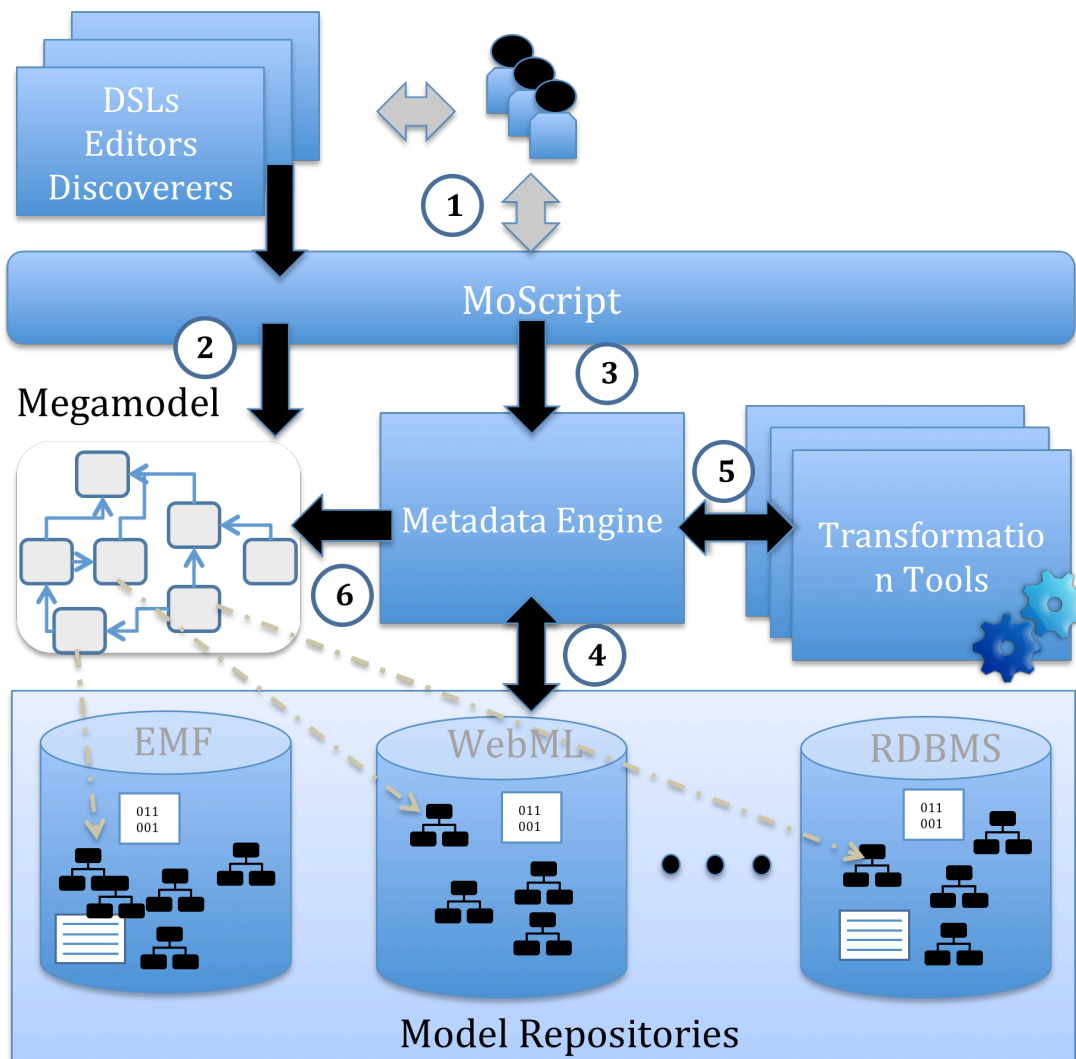 DSLs
Editors
Discoverers
1
MoScript
2
3
Megamodel
Metadata Engine
5
Transformatio
n Tools
6
4
EMF
WebML
RDBMS
011
001
011
001
011
001
Model Repositories